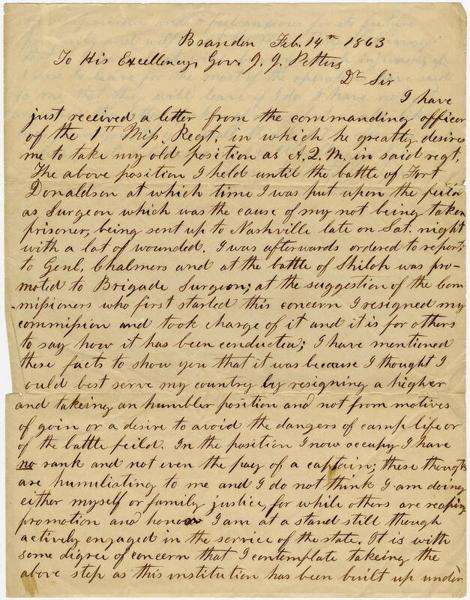 Brandon Feb. 14th 1863
To His Excellency Gov. J. J. Pettus
Dr Sir
I have
just received a letter from the commanding officer
of the 1st Miss. Regt. in which he greatly desires
me to take my old position as A.Q.M. in said regt.
The above position I held until the battle of Fort
Donaldson at which time I was put upon the
as Surgeon which was the cause of my not being taken
prisoner, being sent up to Nashville late on Sat. night
with a lot of wounded. I was afterwards ordered to report
to Genl. Chalmers and at the battle of Shiloh was pro-
moted to Brigade Surgeon; at the suggestion of the Com-
missioners who first started this concern I resigned my
commission and took charge of it and it is for others
to say how it has been conducted; I have mentioned
these facts to show you that it was because I thought I
could best serve my country by resigning a higher
and takeing an humbler position and not from motives
of gain or a desire to avoid the dangers of camp life or
of the battle feild. In the position I now occupy I have
no rank and not even the pay of a captain; these thoughts
are humiliating to me and I do not think I am doing
either myself or family justice, for while others are reaping
promotion and honor I am at a stand still though
actively engaged in the service of the state. It is with
some degree of concern that I contemplate takeing the
above step as this institution has been built up under